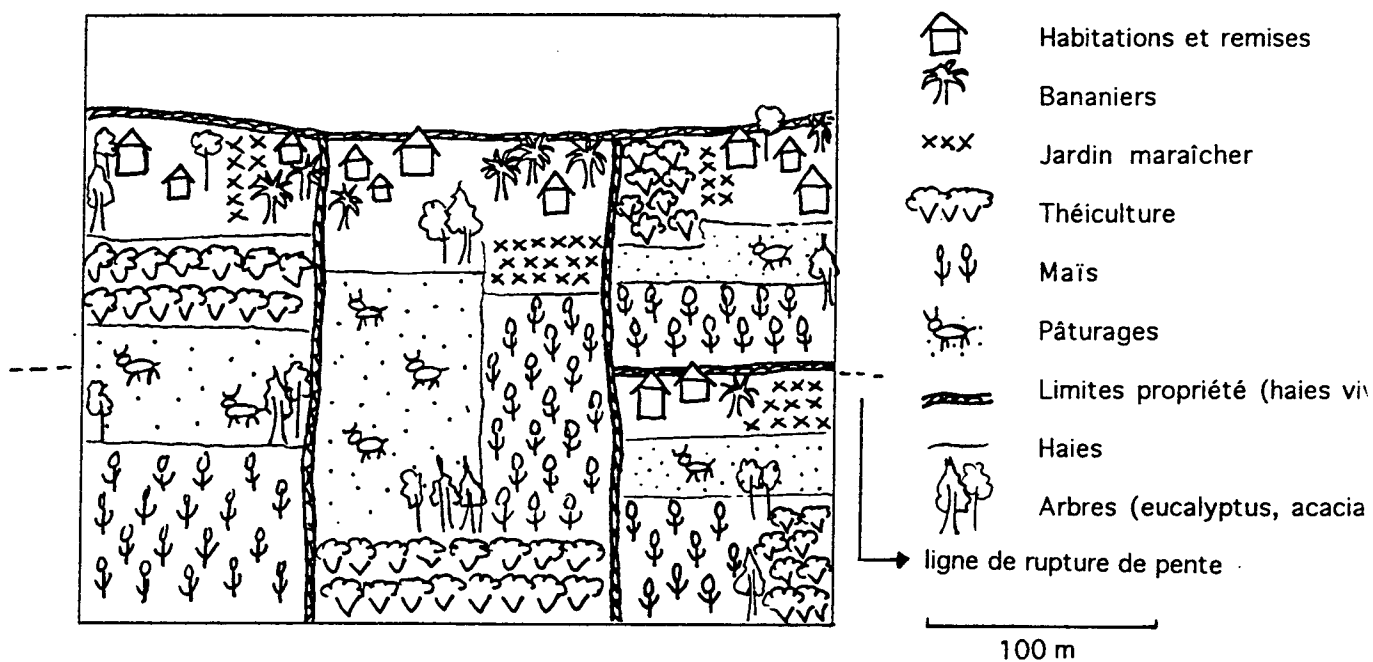 Habitations et remises
Bananiers
Jardin maraîcher
Théiculture
Maïs
Pâturages
Limites propriété (haies
Haies
Arbres (eucalyptus, acacia
ligne de rupture de pente
100 m